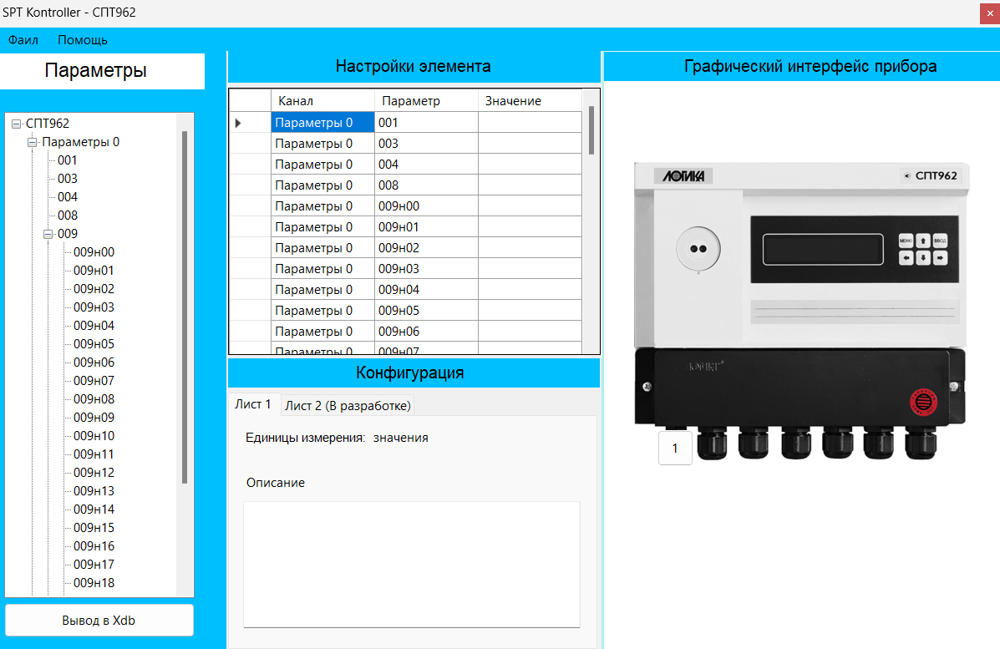 SPT Kontroller - СПТ962
Фаил Помощь
Параметры
СПТ962
Параметры 0
001
003
004
008
009
009н00
009н01
009н02
009н03
009н04
009н05
009н06
009н07
009н08
009н09
009н10
009н11
009н12
009н13
009н14
009н15
009н16
009н17
009н18
Вывод в Xdb
Настройки элемента
Канал Параметр Значение
Параметры 0 001
Параметры 0 003
Параметры 0 004
Параметры 0 008
Параметры 0 009н00
Параметры 0 009н01
Параметры 0 009н02
Параметры 0 009н03
Параметры 0 009н04
Параметры 0 009н05
Параметры 0 009н06
Параметры 0 009н07
Конфигурация
Лист 1 Лист 2 (В разработке)
Единицы измерения: значения
Описание
Графический интерфейс прибора
ЛОГИКА СПТ962
МЕНЮ ВВОД
1